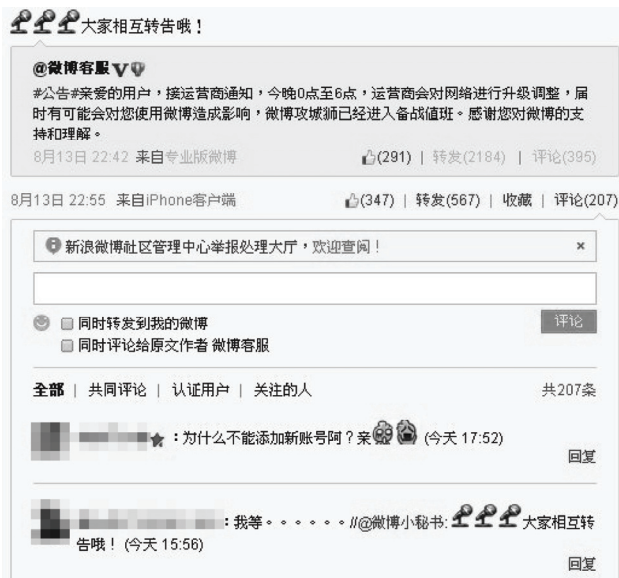 大家相互转告哦！
@微博客服 V
#公告#亲爱的用户，接运营商通知，今晚0点至6点，运营商会对网络进行升级调整，届
时有可能会对您使用微博造成影响，微博攻城狮已经进入备战值班。感谢您对微博的支
持和理解。
8月13日 22:42 来自专业版微博 (291) | 转发(2184) | 评论(395)
8月13日 22:55 来自iPhone客户端 (347) | 转发(567) | 收藏 | 评论(207)
新浪微博社区管理中心举报处理大厅，欢迎查阅！ ×
评论
同时转发到我的微博
同时评论给原文作者 微博客服
全部 | 共同评论 | 认证用户 | 关注的人 共207条
：为什么不能添加新账号阿？亲 (今天 17:52)
回复
：我等。。。。。。//@微博小秘书: 大家相互转
告哦！ (今天 15:56)
回复